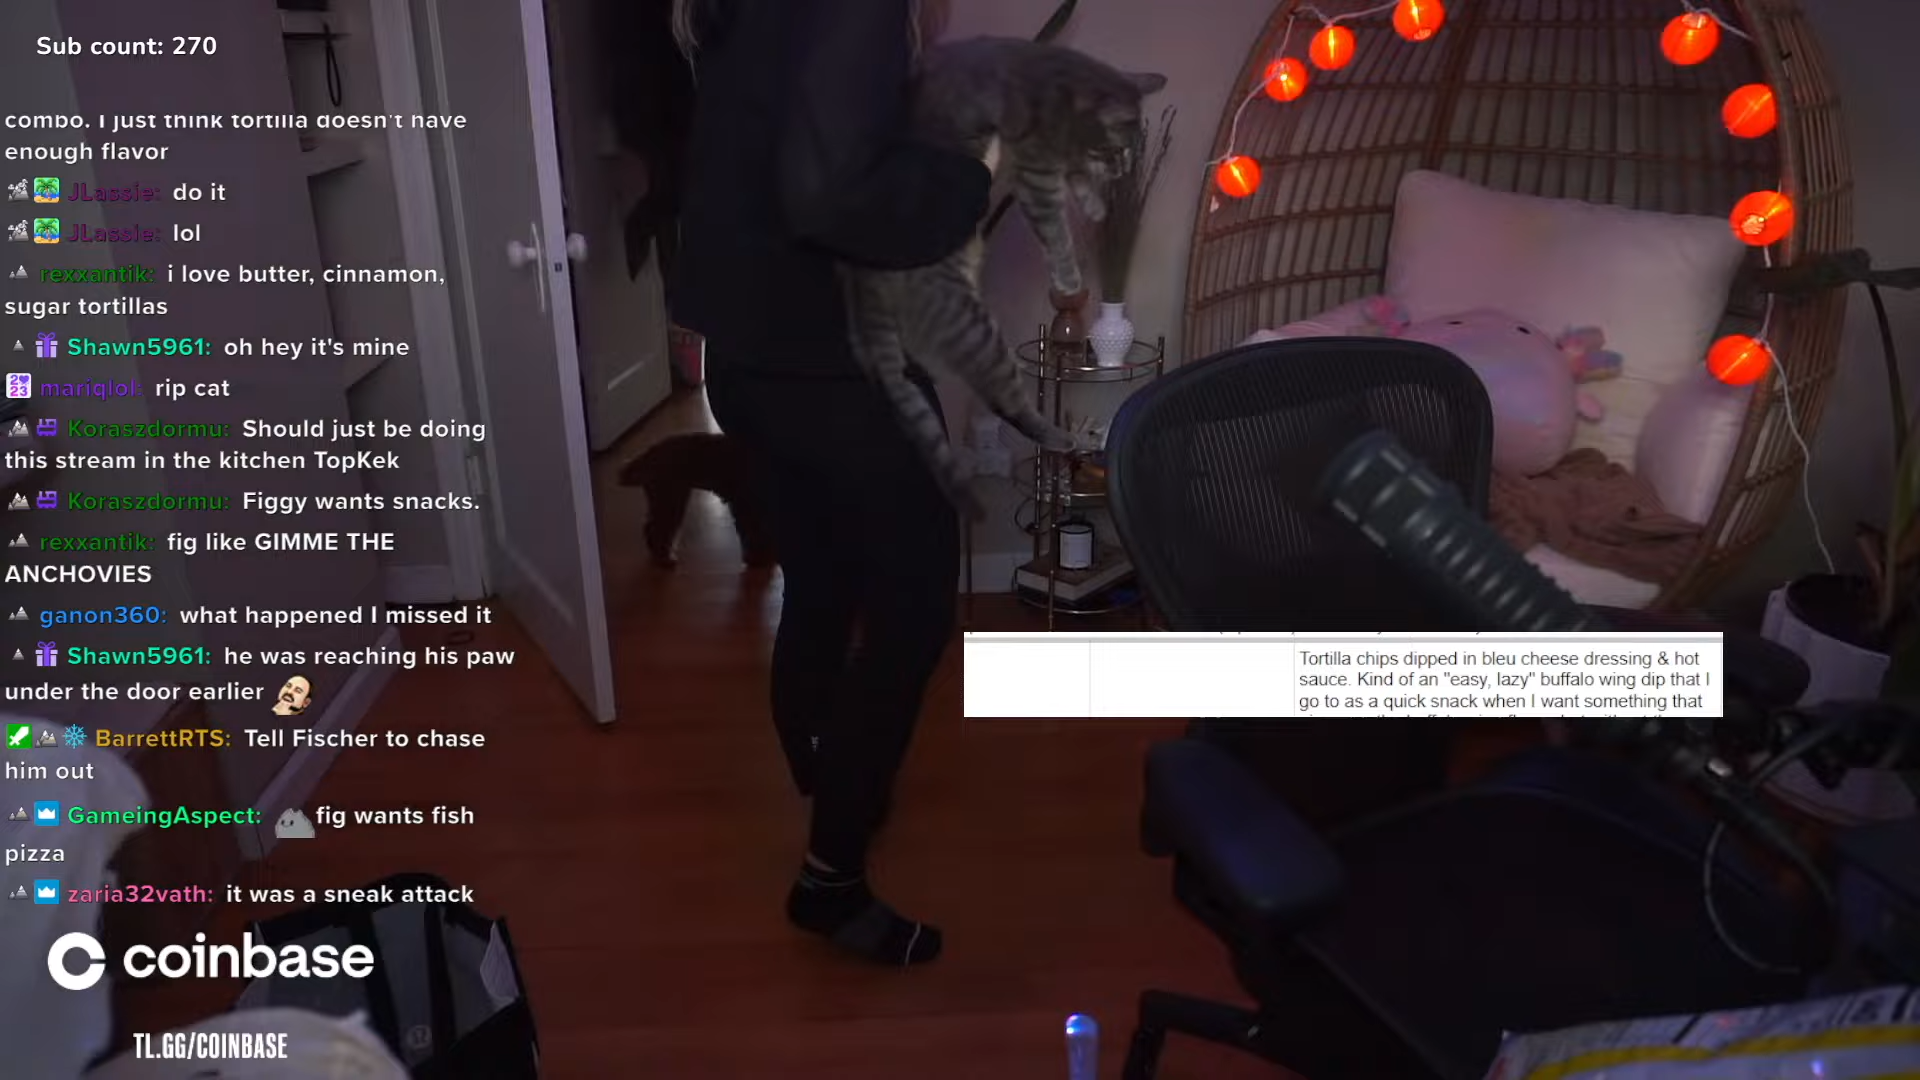 Sub count: 270
combo. I just think tortilla doesn't have
enough flavor
JLassie: do it
JLassie: lol
rexxantik: i love butter, cinnamon,
sugar tortillas
Shawn5961: oh hey it's mine
mariqlol: rip cat
Koraszdormu: Should just be doing
this stream in the kitchen TopKek
Koraszdormu: Figgy wants snacks.
rexxantik: fig like GIMME THE
ANCHOVIES
ganon360: what happened I missed it
Shawn5961: he was reaching his paw
under the door earlier
BarrettRTS: Tell Fischer to chase
him out
GameingAspect: fig wants fish
pizza
zaria32vath: it was a sneak attack
coinbase
TL.GG/COINBASE
Tortilla chips dipped in bleu cheese dressing & hot
sauce. Kind of an "easy, lazy" buffalo wing dip that I
go to as a quick snack when I want something that